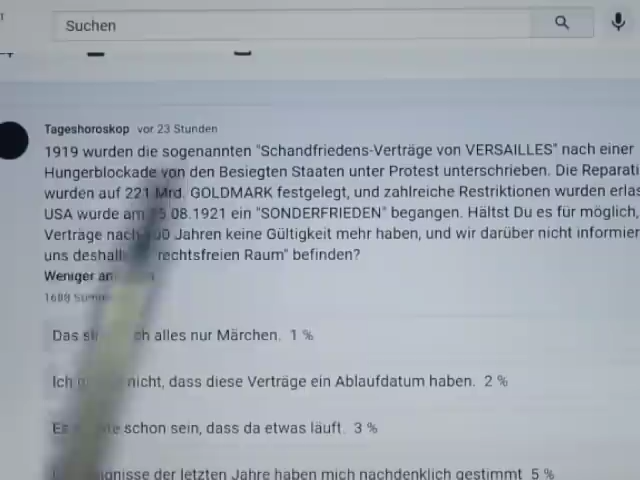 Suchen
Tageshoroskop vor 23 Stunden
1919 wurden die sogenannten "Schandfriedens-Verträge von VERSAILLES" nach einer
Hungerblockade von den Besiegten Staaten unter Protest unterschrieben. Die Reparati
wurden auf 221 Mrd. GOLDMARK festgelegt, und zahlreiche Restriktionen wurden erlas
USA wurde am 08.1921 ein "SONDERFRIEDEN" begangen. Hältst Du es für möglich,
Verträge nach Jahren keine Gültigkeit mehr haben, und wir darüber nicht informier
uns rechtsfreien Raum" befinden?
Weniger
1688
Das alles nur Märchen. 1 %
Ich nicht, dass diese Verträge ein Ablaufdatum haben. 2 %
schon sein, dass da etwas läuft. 3 %
der letzten Jahre haben mich nachdenklich gestimmt 5 %